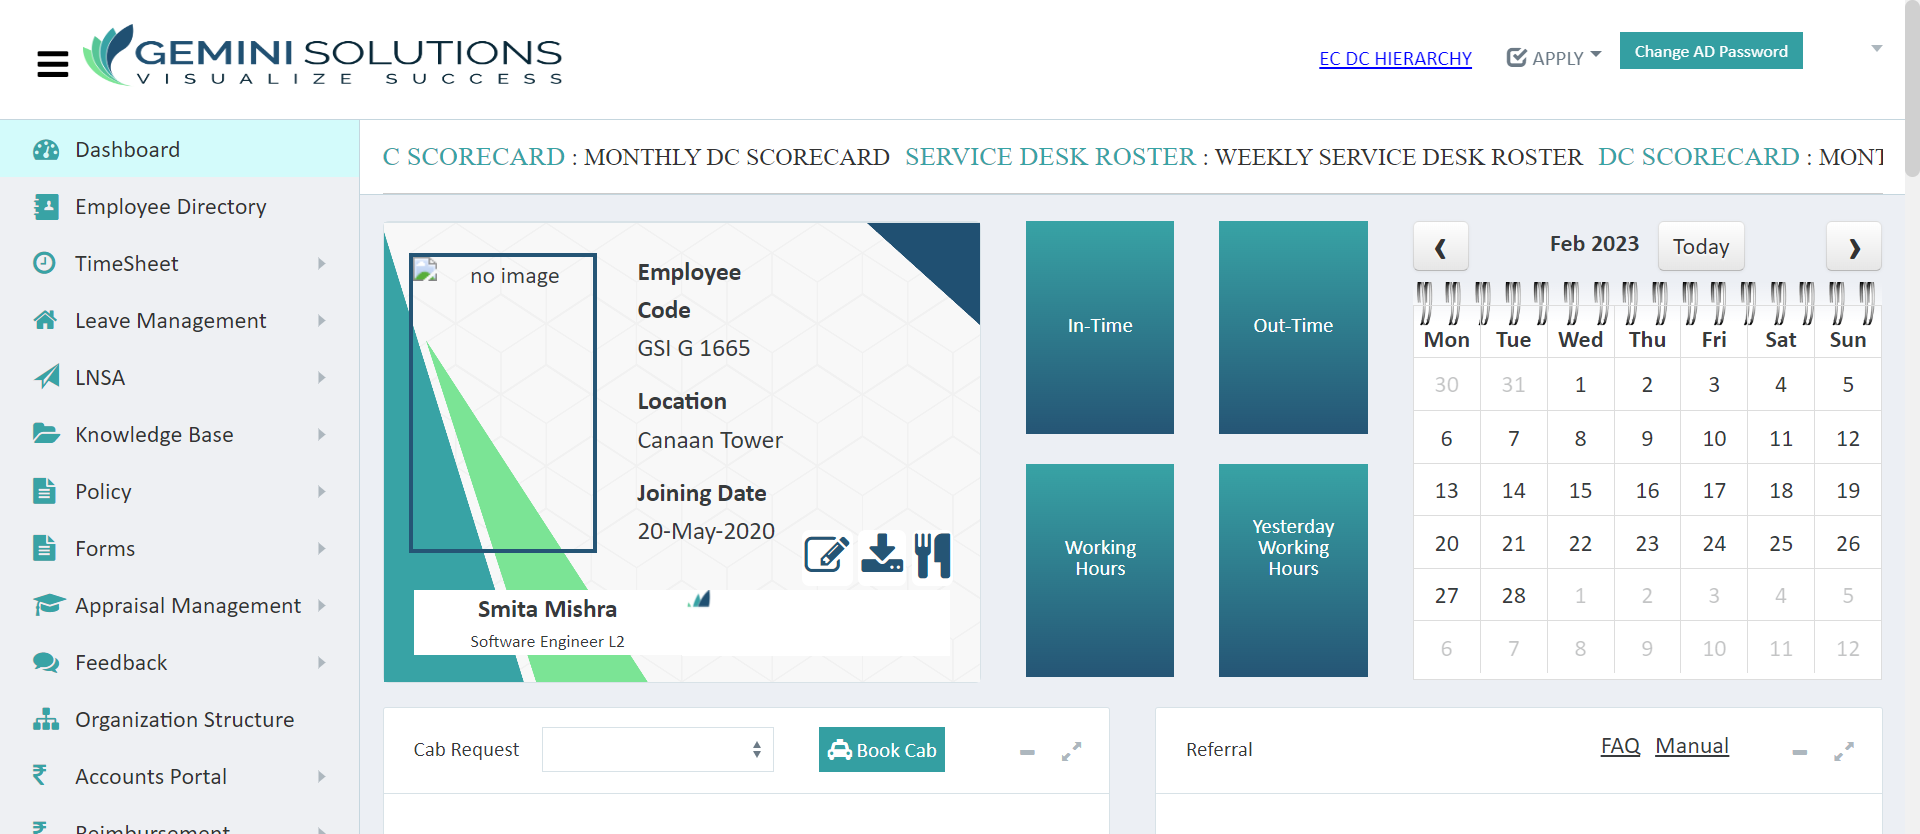 GEMINI SOLUTIONS
VISUALIZE SUCCESS
EC DC HIERARCHY
APPLY
Change AD Password
Dashboard
Employee Directory
TimeSheet
Leave Management
LNSA
Knowledge Base
Policy
Forms
Appraisal Management
Feedback
Organization Structure
Accounts Portal
Reimbursement
C SCORECARD : MONTHLY DC SCORECARD SERVICE DESK ROSTER : WEEKLY SERVICE DESK ROSTER DC SCORECARD : MONT
no image
Employee
Code
GSI G 1665
Location
Canaan Tower
Joining Date
20-May-2020
Smita Mishra
Software Engineer L2
In-Time
Out-Time
Working
Hours
Yesterday
Working
Hours
Feb 2023
Today
Mon Tue Wed Thu Fri Sat Sun
30 31 1 2 3 4 5
6 7 8 9 10 11 12
13 14 15 16 17 18 19
20 21 22 23 24 25 26
27 28 1 2 3 4 5
6 7 8 9 10 11 12
Cab Request
Book Cab
Referral
FAQ Manual